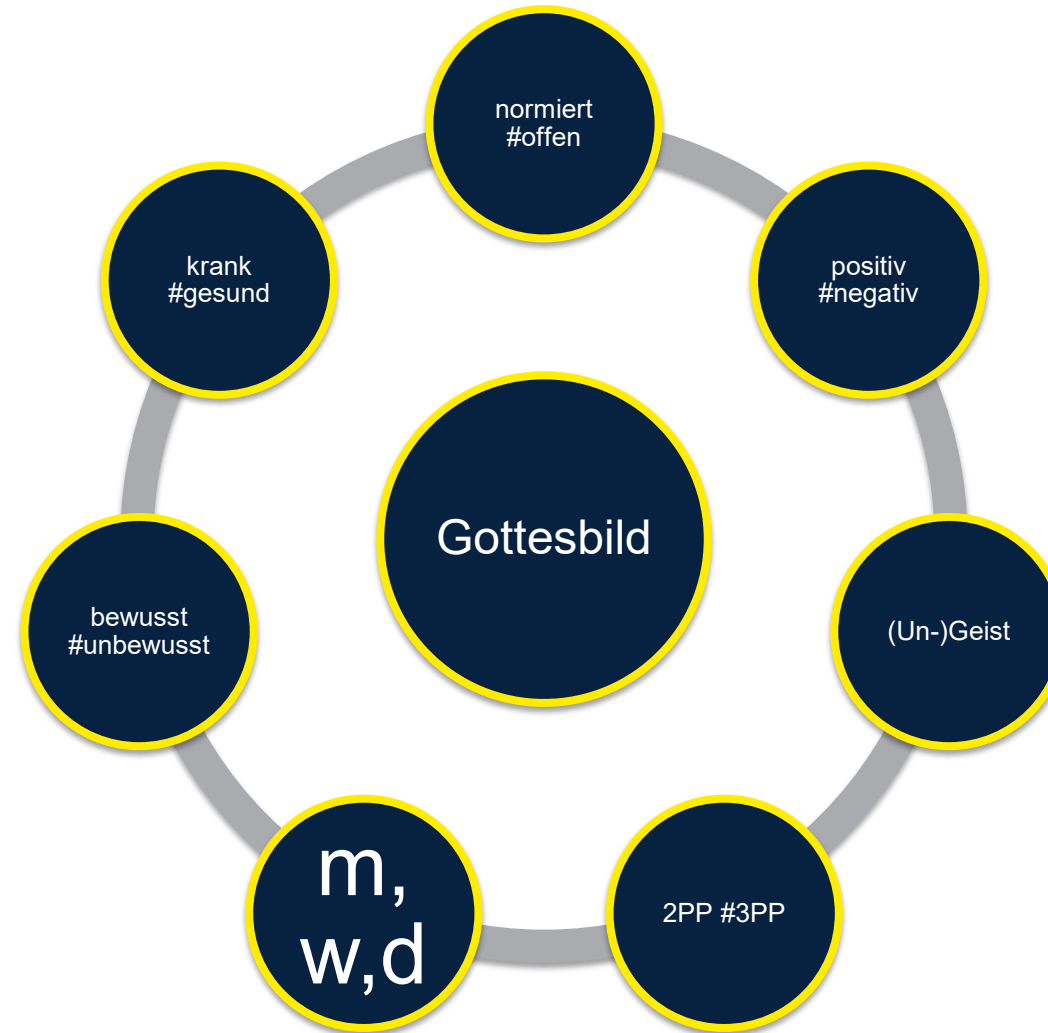 normiert
#offen
positiv
#negativ
(Un-)Geist
2PP #3PP
m,
w,d
bewusst
#unbewusst
krank
#gesund
Gottesbild